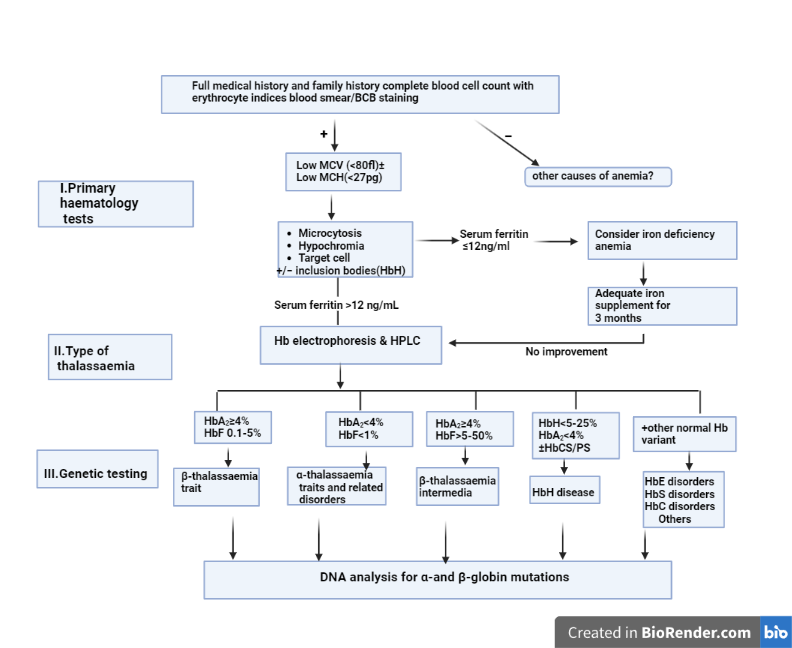 Full medical history and family history complete blood cell count with
erythrocyte indices blood smear/BCB staining
+
–
Low MCV (<80fl)±
Low MCH(<27pg)
other causes of anemia?
I.Primary
haematology
tests
• Microcytosis
• Hypochromia
• Target cell
+/− inclusion bodies(HbH)
Serum ferritin
≤12ng/ml
Consider iron deficiency
anemia
Adequate iron
supplement for
3 months
Serum ferritin >12 ng/mL
Hb electrophoresis & HPLC
No improvement
II.Type of
thalassaemia
HbA₂≥4%
HbF 0.1-5%
HbA₂<4%
HbF<1%
HbA₂≥4%
HbF>5-50%
HbH<5-25%
HbA₂<4%
±HbCS/PS
+other normal Hb
variant
III.Genetic testing
β-thalassaemia
trait
α-thalassaemia
traits and related
disorders
β-thalassaemia
intermedia
HbH disease
HbE disorders
HbS disorders
HbC disorders
Others
DNA analysis for α-and β-globin mutations
Created in BioRender.com bio